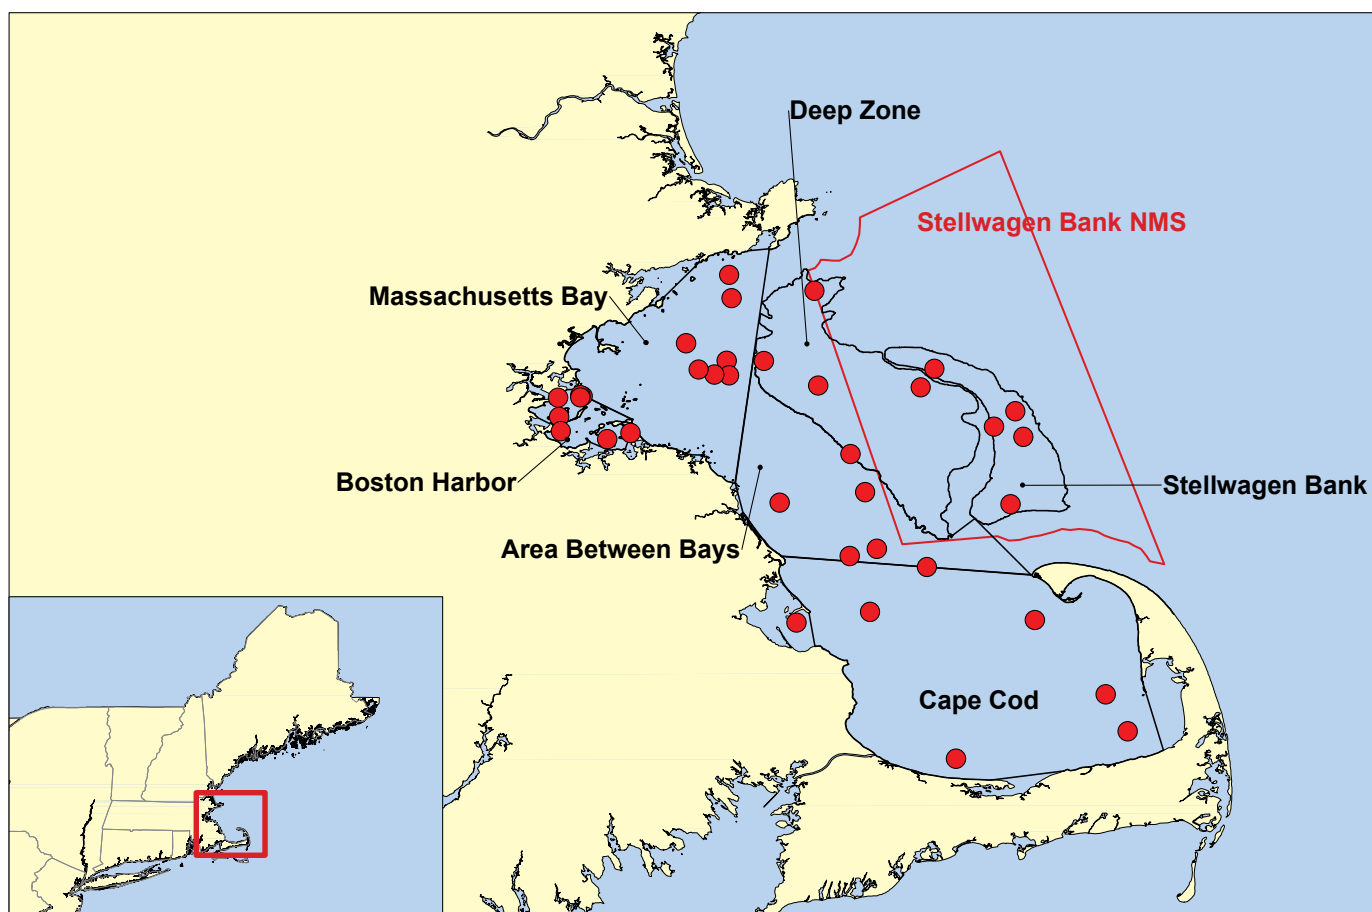 Deep Zone
Stellwagen Bank NMS
Massachusetts Bay
Boston Harbor
Stellwagen Bank
Area Between Bays
Cape Cod